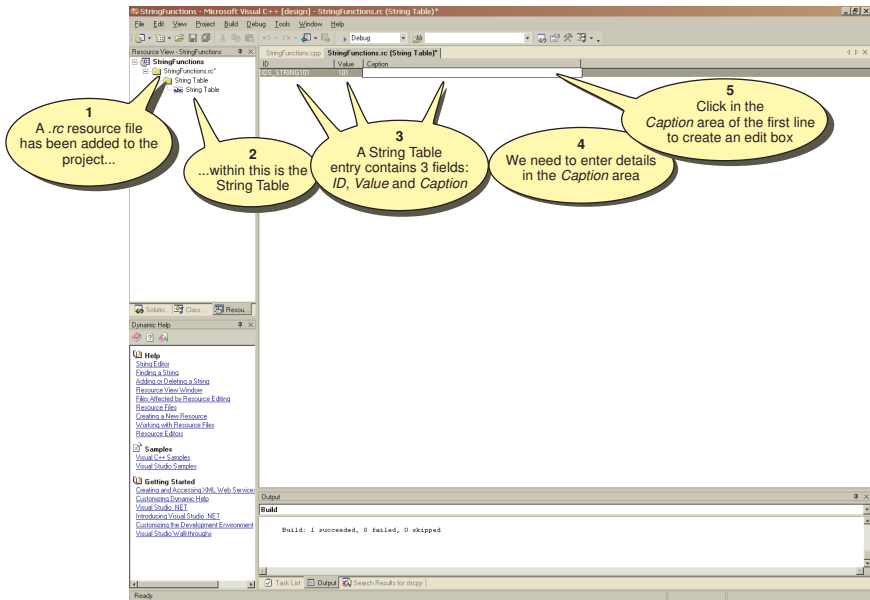 StringFunctions - Microsoft Visual C++ [design] - StringFunctions.rc (String Table)*
File Edit View Project Build Debug Tools Window Help
Debug
Resource View - StringFunctions
StringFunctions
StringFunctions.rc*
String Table
abc String Table
StringFunctions.cpp StringFunctions.rc (String Table)*
ID Value Caption
IDS_STRING101 101
1
A .rc resource file
has been added to the
project...
2
...within this is the
String Table
3
A String Table
entry contains 3 fields:
ID, Value and Caption
4
We need to enter details
in the Caption area
5
Click in the
Caption area of the first line
to create an edit box
Solutio... Class... Resou...
Dynamic Help
Help
String Editor
Finding a String
Adding or Deleting a String
Resource View Window
Files Affected by Resource Editing
Resource Files
Creating a New Resource
Working with Resource Files
Resource Editors
Samples
Visual C++ Samples
Visual Studio Samples
Getting Started
Creating and Accessing XML Web Services
Customizing Dynamic Help
Visual Studio .NET
Introducing Visual Studio .NET
Customizing the Development Environment
Visual Studio Walkthroughs
Output
Build
Build: 1 succeeded, 0 failed, 0 skipped
Task List Output Search Results for strcpy
Ready